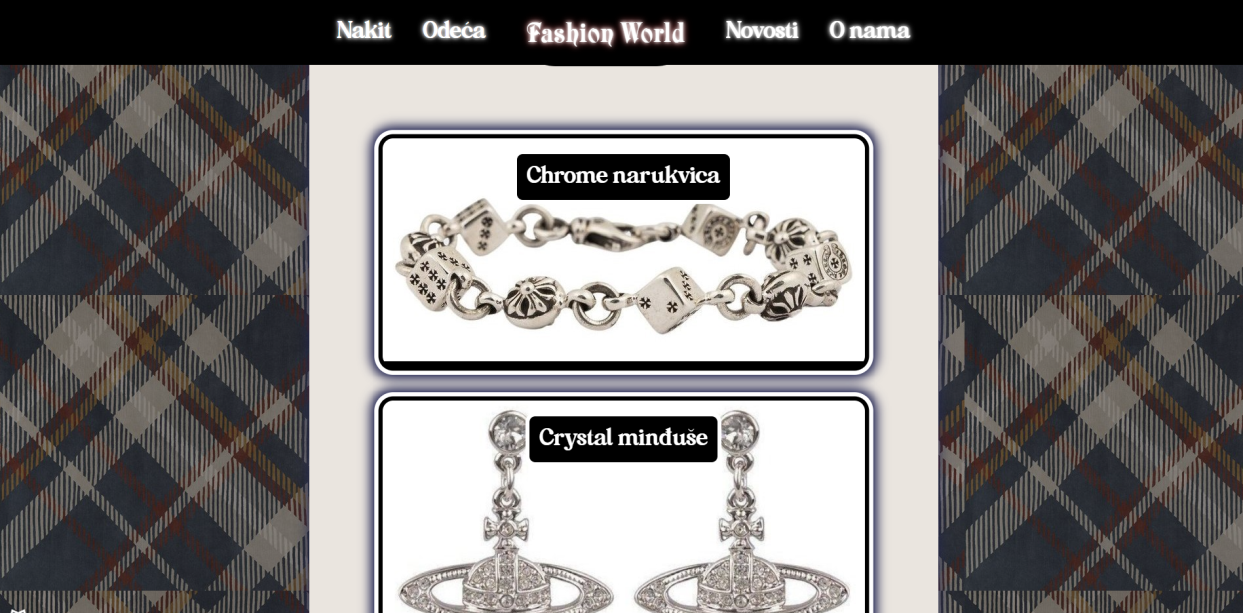 Nakit Odeća Fashion World Novosti O nama
Chrome narukvica
Crystal minđuše